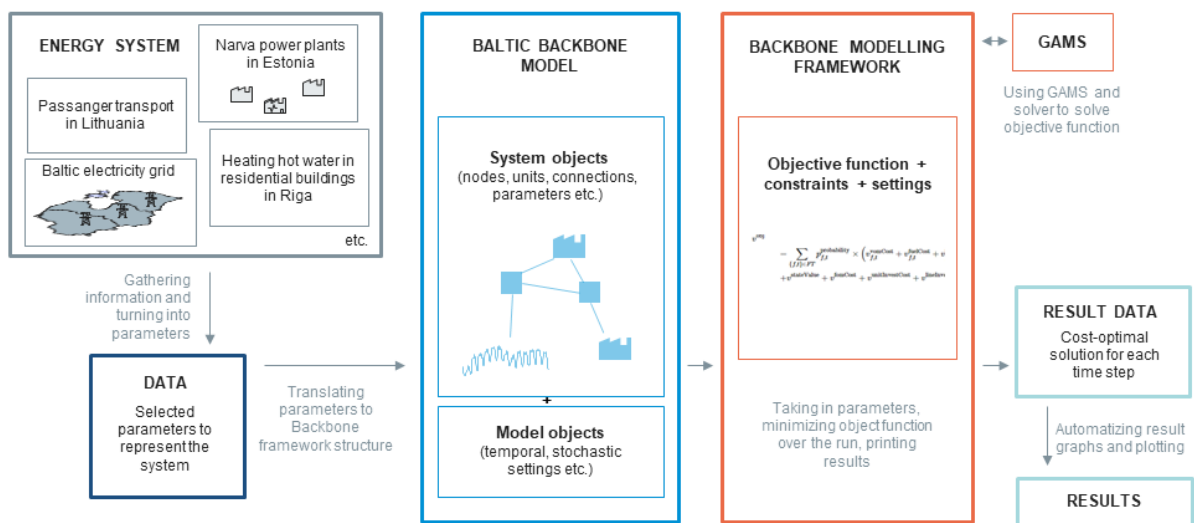 ENERGY SYSTEM
Narva power plants
in Estonia
Passanger transport
in Lithuania
Baltic electricity grid
Heating hot water in
residential buildings
in Riga
etc.
Gathering
information and
turning into
parameters
DATA
Selected
parameters to
represent the
system
Translating
parameters to
Backbone
framework structure
BALTIC BACKBONE
MODEL
System objects
(nodes, units, connections,
parameters etc.)
+
Model objects
(temporal, stochastic
settings etc.)
BACKBONE MODELLING
FRAMEWORK
Objective function +
constraints + settings
Taking in parameters,
minimizing object function
over the run, printing
results
GAMS
Using GAMS and
solver to solve
objective function
RESULT DATA
Cost-optimal
solution for each
time step
Automatizing result
graphs and plotting
RESULTS